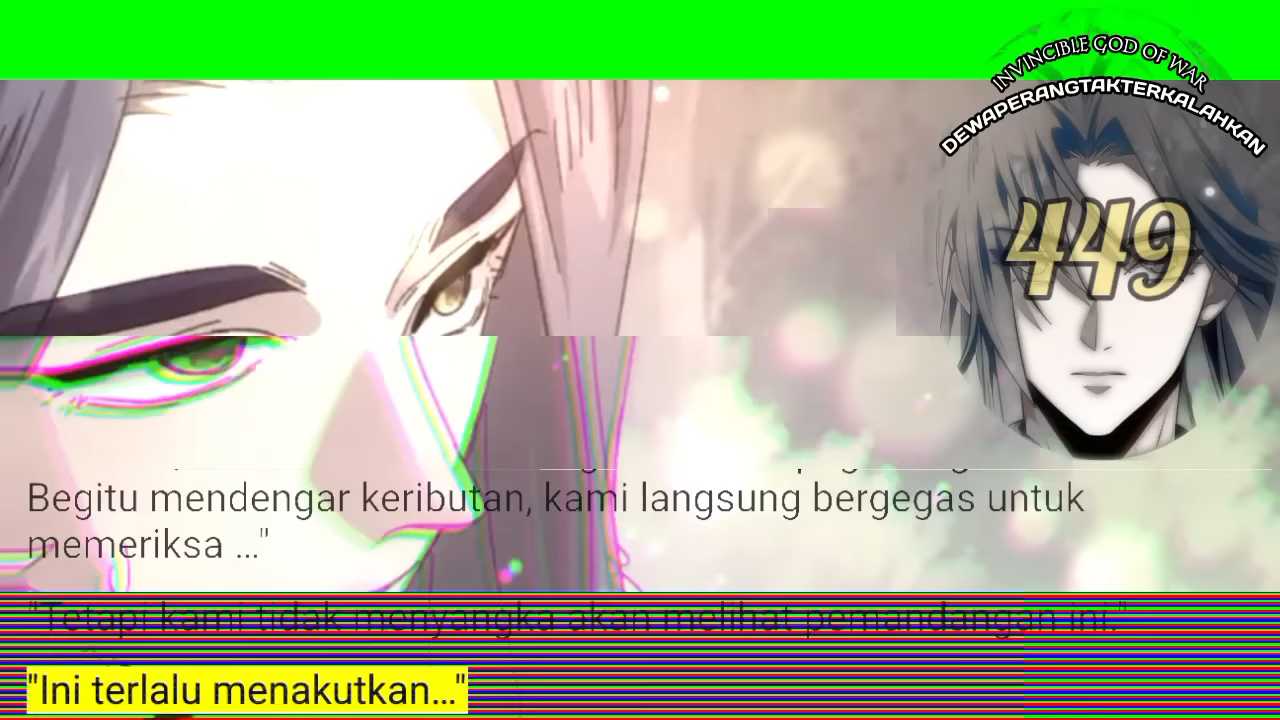 INVINCIBLE GOD OF WAR
DEWAPERANGTAKTERKALAHKAN
449
Begitu mendengar keributan, kami langsung bergegas untuk
memeriksa ..."
"Tetapi kami tidak menyangka akan melihat pemandangan ini."
"Ini terlalu menakutkan..."